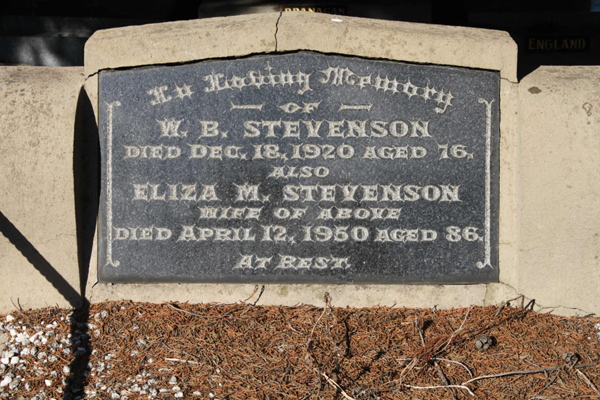 ENGLAND
In Loving Memory
— OF —
W. B. STEVENSON
DIED DEC. 18, 1920 AGED 76,
ALSO
ELIZA M. STEVENSON
WIFE OF ABOVE
DIED APRIL 12, 1950 AGED 86.
AT REST.